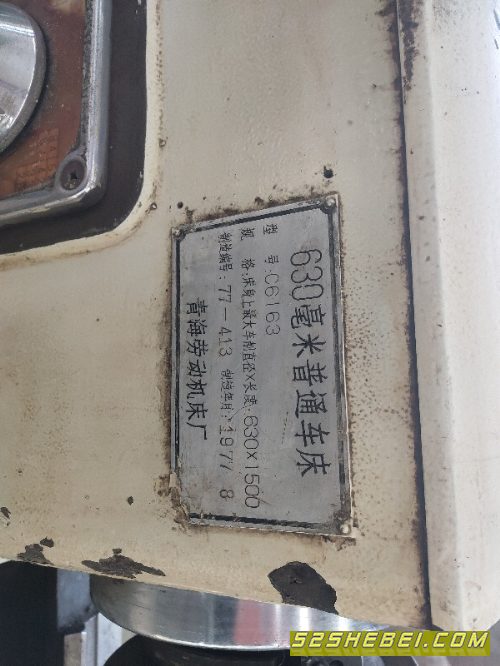 630毫米普通车床
型 号:C6163
规 格:床身上最大车削直径X长度:630X1500
制造编号:77-413 制造年月:1977 8
青海劳动机床厂
52SHEBEI.COM